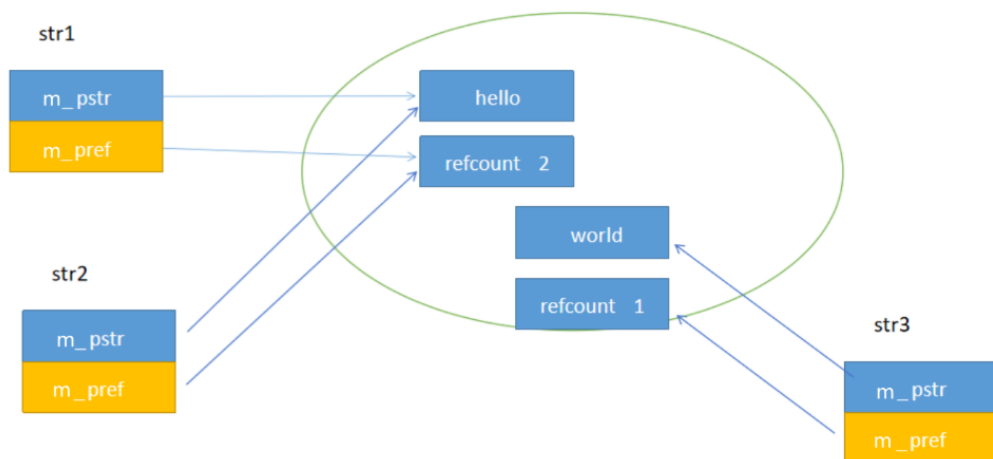 str1
m_pstr
m_pref
hello
refcount 2
world
refcount 1
str2
m_pstr
m_pref
str3
m_pstr
m_pref